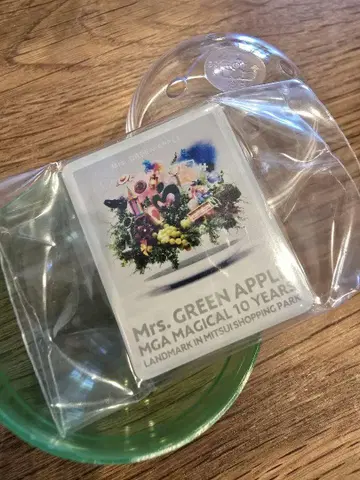 Mrs. GREEN APPL
MGA MAGICAL 10 YEARS
LANDMARK IN MITSUI SHOPPING PARK